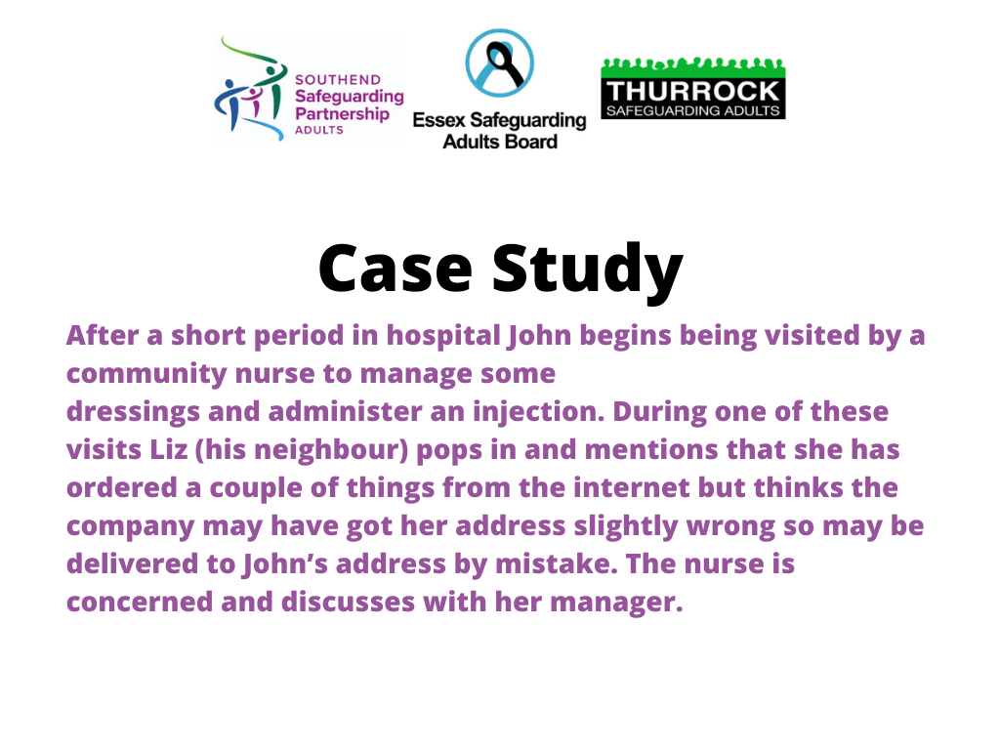 SOUTHEND
Safeguarding
Partnership
ADULTS
Essex Safeguarding
Adults Board
THURROCK
SAFEGUARDING ADULTS
Case Study
After a short period in hospital John begins being visited by a
community nurse to manage some
dressings and administer an injection. During one of these
visits Liz (his neighbour) pops in and mentions that she has
ordered a couple of things from the internet but thinks the
company may have got her address slightly wrong so may be
delivered to John’s address by mistake. The nurse is
concerned and discusses with her manager.